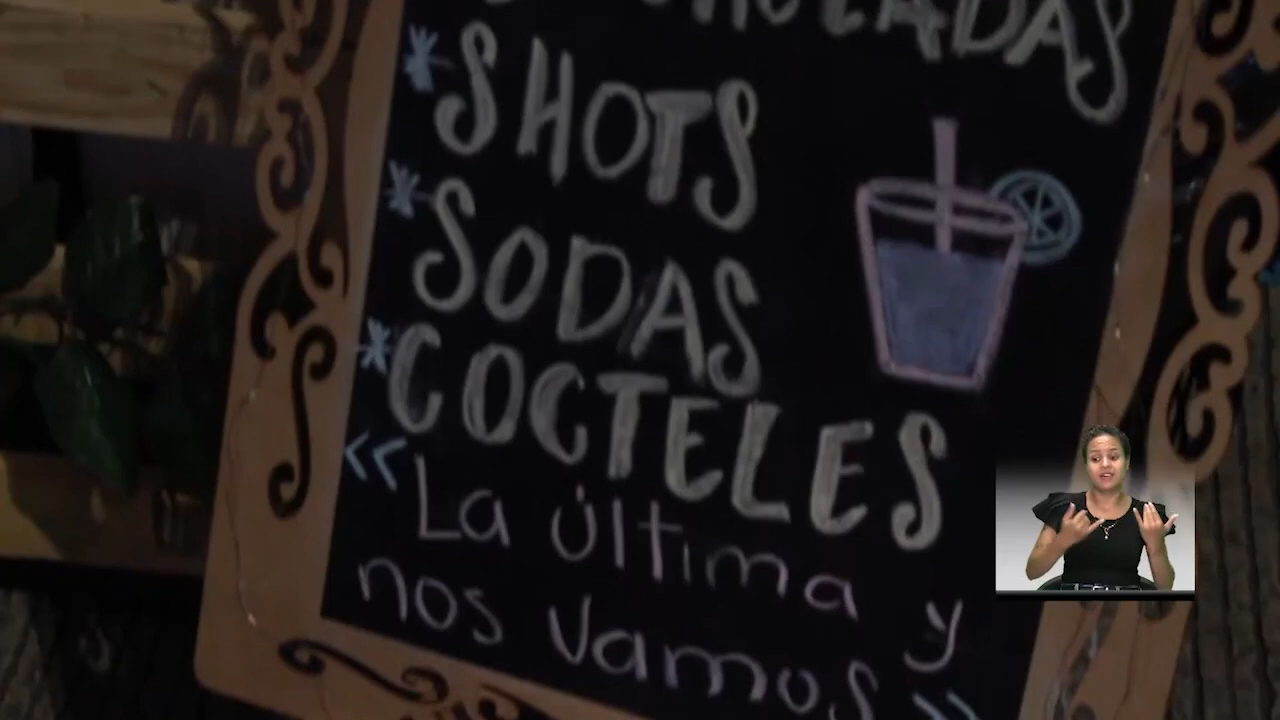 *SHOTS
*SODAS
*COCTELES
«La última y
nos vamos»